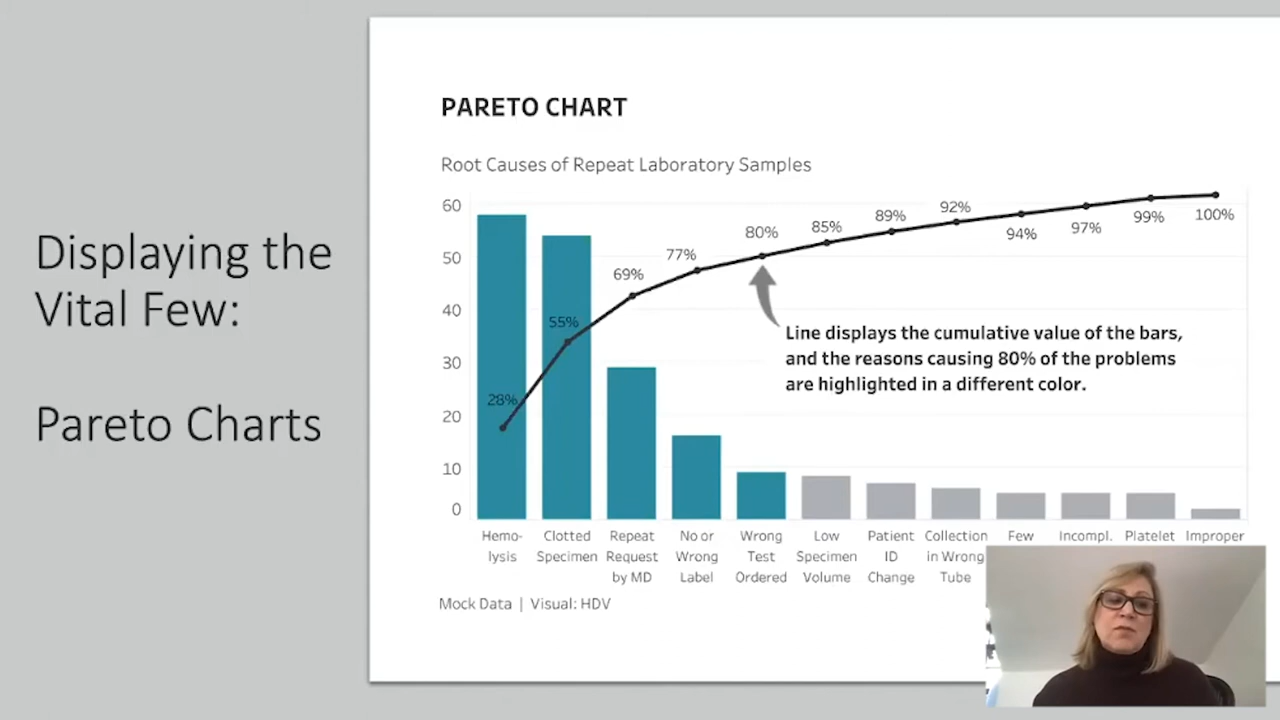 Displaying the
Vital Few:
Pareto Charts
PARETO CHART
Root Causes of Repeat Laboratory Samples
60
50
40
30
20
10
0
28%
55%
69%
77%
80%
85%
89%
92%
94%
97%
99%
100%
Line displays the cumulative value of the bars,
and the reasons causing 80% of the problems
are highlighted in a different color.
Hemo-
lysis
Clotted
Specimen
Repeat
Request
by MD
No or
Wrong
Label
Wrong
Test
Ordered
Low
Specimen
Volume
Patient
ID
Change
Collection
in Wrong
Tube
Few
Incompl.
Platelet
Improper
Mock Data | Visual: HDV